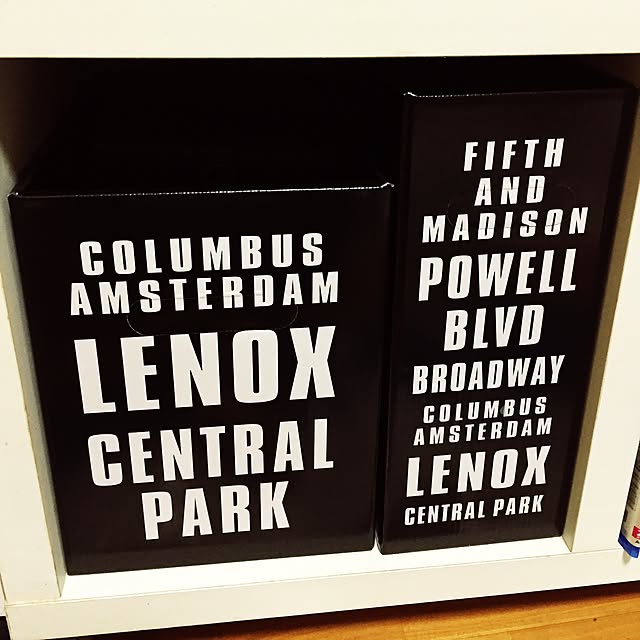 COLUMBUS
AMSTERDAM
LENOX
CENTRAL
PARK
FIFTH
AND
MADISON
POWELL
BLVD
BROADWAY
COLUMBUS
AMSTERDAM
LENOX
CENTRAL PARK